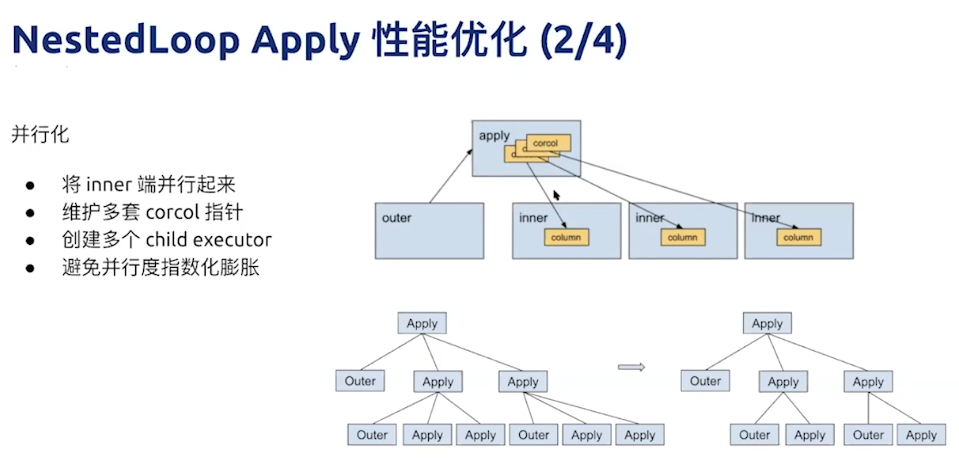 NestedLoop Apply 性能优化 (2/4)
并行化
● 将 inner 端并行起来
● 维护多套 corcol 指针
● 创建多个 child executor
● 避免并行度指数化膨胀
apply
corcol
outer
inner
inner
inner
column
column
column
Apply
Apply
Outer
Apply
Apply
Outer
Apply
Apply
Outer
Apply
Apply
Outer
Apply
Apply
Outer
Apply
Outer
Apply